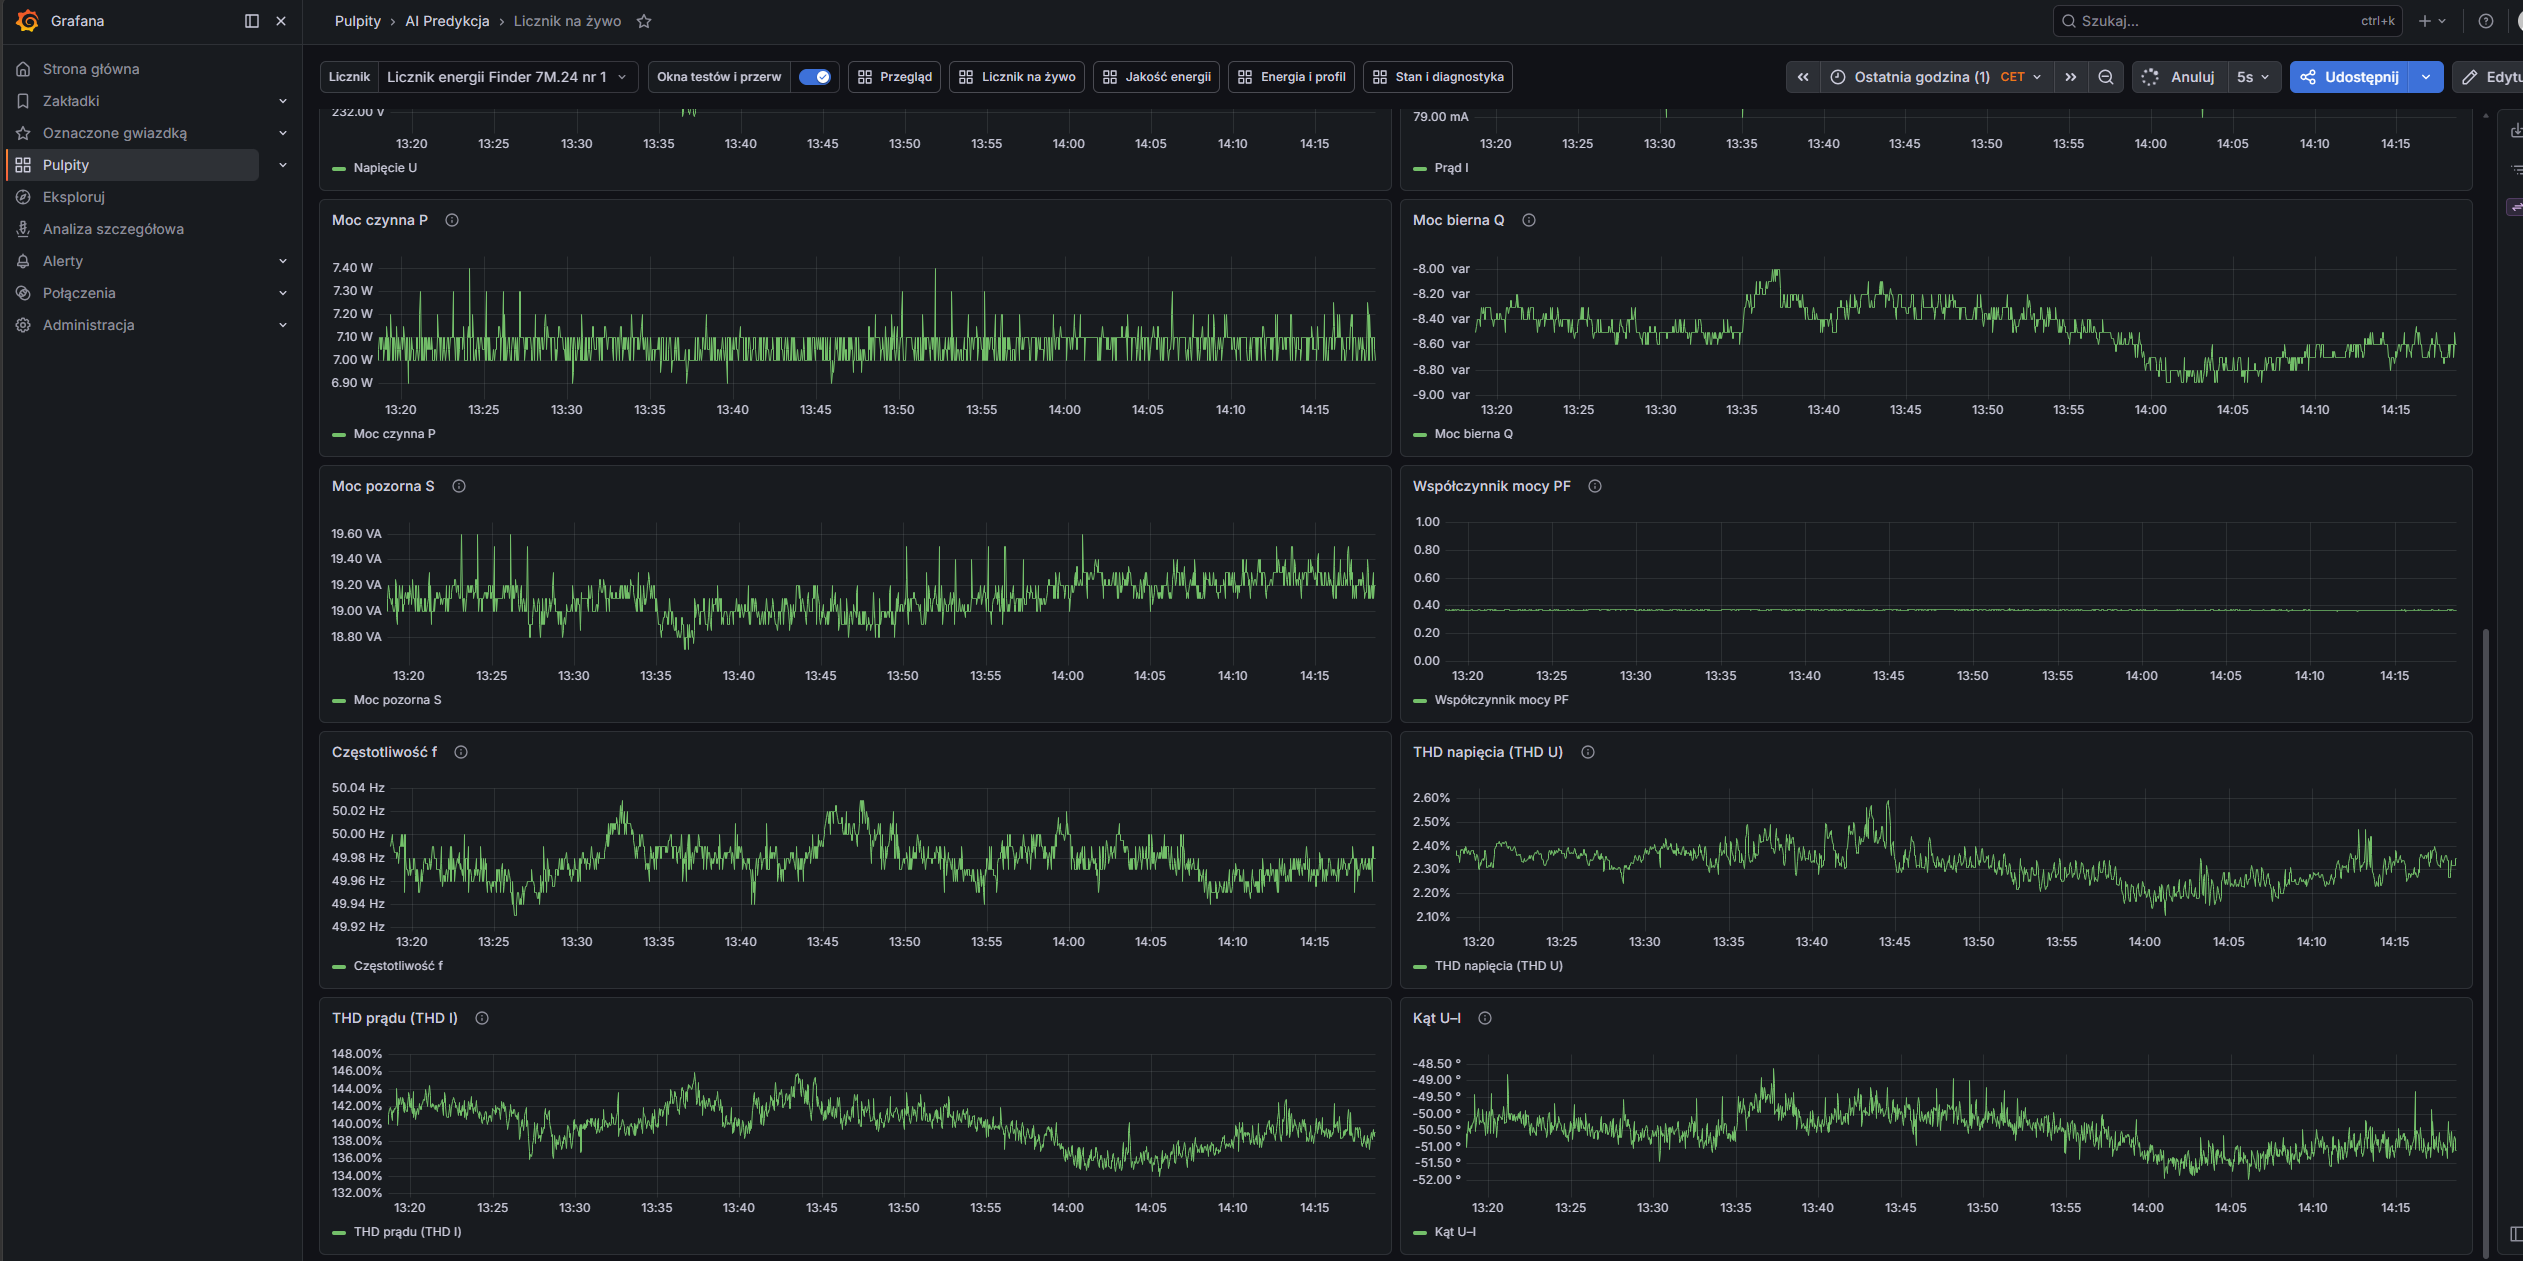 Grafana
Pulpity › AI Predykcja › Licznik na żywo
Szukaj... ctrl+k
Strona główna
Zakładki
Oznaczone gwiazdką
Pulpity
Eksploruj
Analiza szczegółowa
Alerty
Połączenia
Administracja
Licznik Licznik energii Finder 7M.24 nr 1 Okna testów i przerw Przegląd Licznik na żywo Jakość energii Energia i profil Stan i diagnostyka Ostatnia godzina (1) CET Anuluj 5s Udostępnij Edytu
232.00 V
13:20 13:25 13:30 13:35 13:40 13:45 13:50 13:55 14:00 14:05 14:10 14:15
Napięcie U
79.00 mA
13:20 13:25 13:30 13:35 13:40 13:45 13:50 13:55 14:00 14:05 14:10 14:15
Prąd I
Moc czynna P
7.40 W
7.30 W
7.20 W
7.10 W
7.00 W
6.90 W
13:20 13:25 13:30 13:35 13:40 13:45 13:50 13:55 14:00 14:05 14:10 14:15
Moc czynna P
Moc bierna Q
-8.00 var
-8.20 var
-8.40 var
-8.60 var
-8.80 var
-9.00 var
13:20 13:25 13:30 13:35 13:40 13:45 13:50 13:55 14:00 14:05 14:10 14:15
Moc bierna Q
Moc pozorna S
19.60 VA
19.40 VA
19.20 VA
19.00 VA
18.80 VA
13:20 13:25 13:30 13:35 13:40 13:45 13:50 13:55 14:00 14:05 14:10 14:15
Moc pozorna S
Współczynnik mocy PF
1.00
0.80
0.60
0.40
0.20
0.00
13:20 13:25 13:30 13:35 13:40 13:45 13:50 13:55 14:00 14:05 14:10 14:15
Współczynnik mocy PF
Częstotliwość f
50.04 Hz
50.02 Hz
50.00 Hz
49.98 Hz
49.96 Hz
49.94 Hz
49.92 Hz
13:20 13:25 13:30 13:35 13:40 13:45 13:50 13:55 14:00 14:05 14:10 14:15
Częstotliwość f
THD napięcia (THD U)
2.60%
2.50%
2.40%
2.30%
2.20%
2.10%
13:20 13:25 13:30 13:35 13:40 13:45 13:50 13:55 14:00 14:05 14:10 14:15
THD napięcia (THD U)
THD prądu (THD I)
148.00%
146.00%
144.00%
142.00%
140.00%
138.00%
136.00%
134.00%
132.00%
13:20 13:25 13:30 13:35 13:40 13:45 13:50 13:55 14:00 14:05 14:10 14:15
THD prądu (THD I)
Kąt U–I
-48.50 °
-49.00 °
-49.50 °
-50.00 °
-50.50 °
-51.00 °
-51.50 °
-52.00 °
13:20 13:25 13:30 13:35 13:40 13:45 13:50 13:55 14:00 14:05 14:10 14:15
Kąt U–I